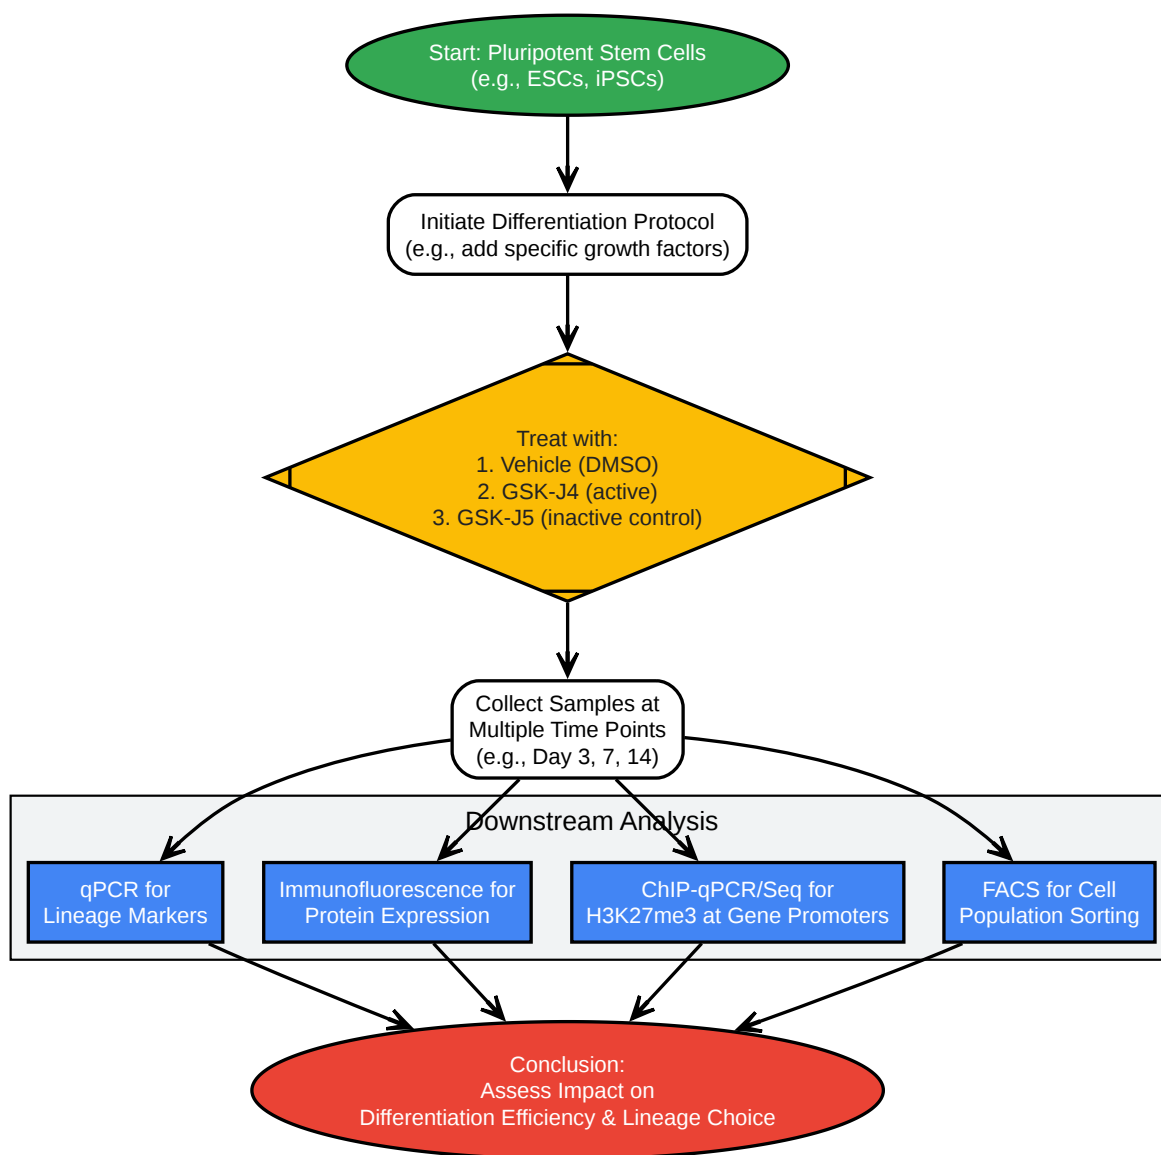 Start: Pluripotent Stem Cells
(e.g., ESCs, iPSCs)
Initiate Differentiation Protocol
(e.g., add specific growth factors)
Treat with:
1. Vehicle (DMSO)
2. GSK-J4 (active)
3. GSK-J5 (inactive control)
Collect Samples at
Multiple Time Points
(e.g., Day 3, 7, 14)
Downstream Analysis
qPCR for
Lineage Markers
Immunofluorescence for
Protein Expression
ChIP-qPCR/Seq for
H3K27me3 at Gene Promoters
FACS for Cell
Population Sorting
Conclusion:
Assess Impact on
Differentiation Efficiency & Lineage Choice